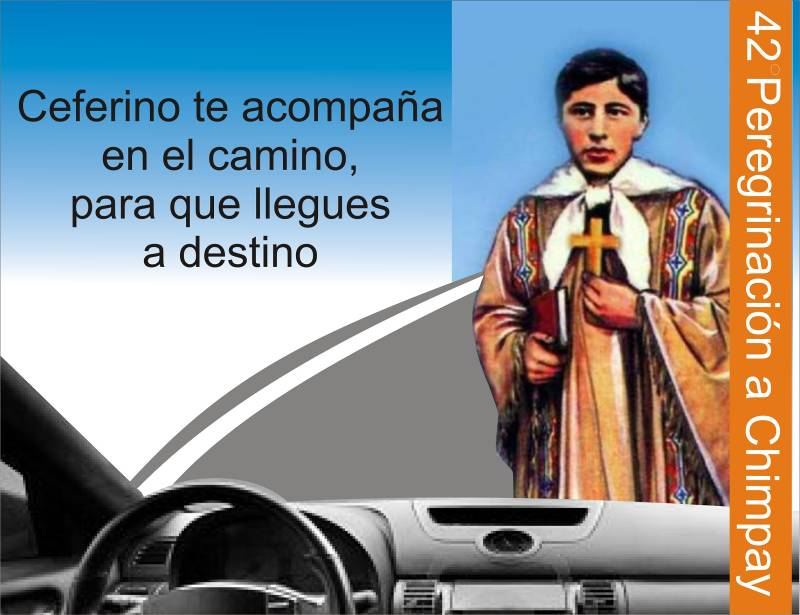 Ceferino te acompaña
en el camino,
para que llegues
a destino
42° Peregrinación a Chimpay